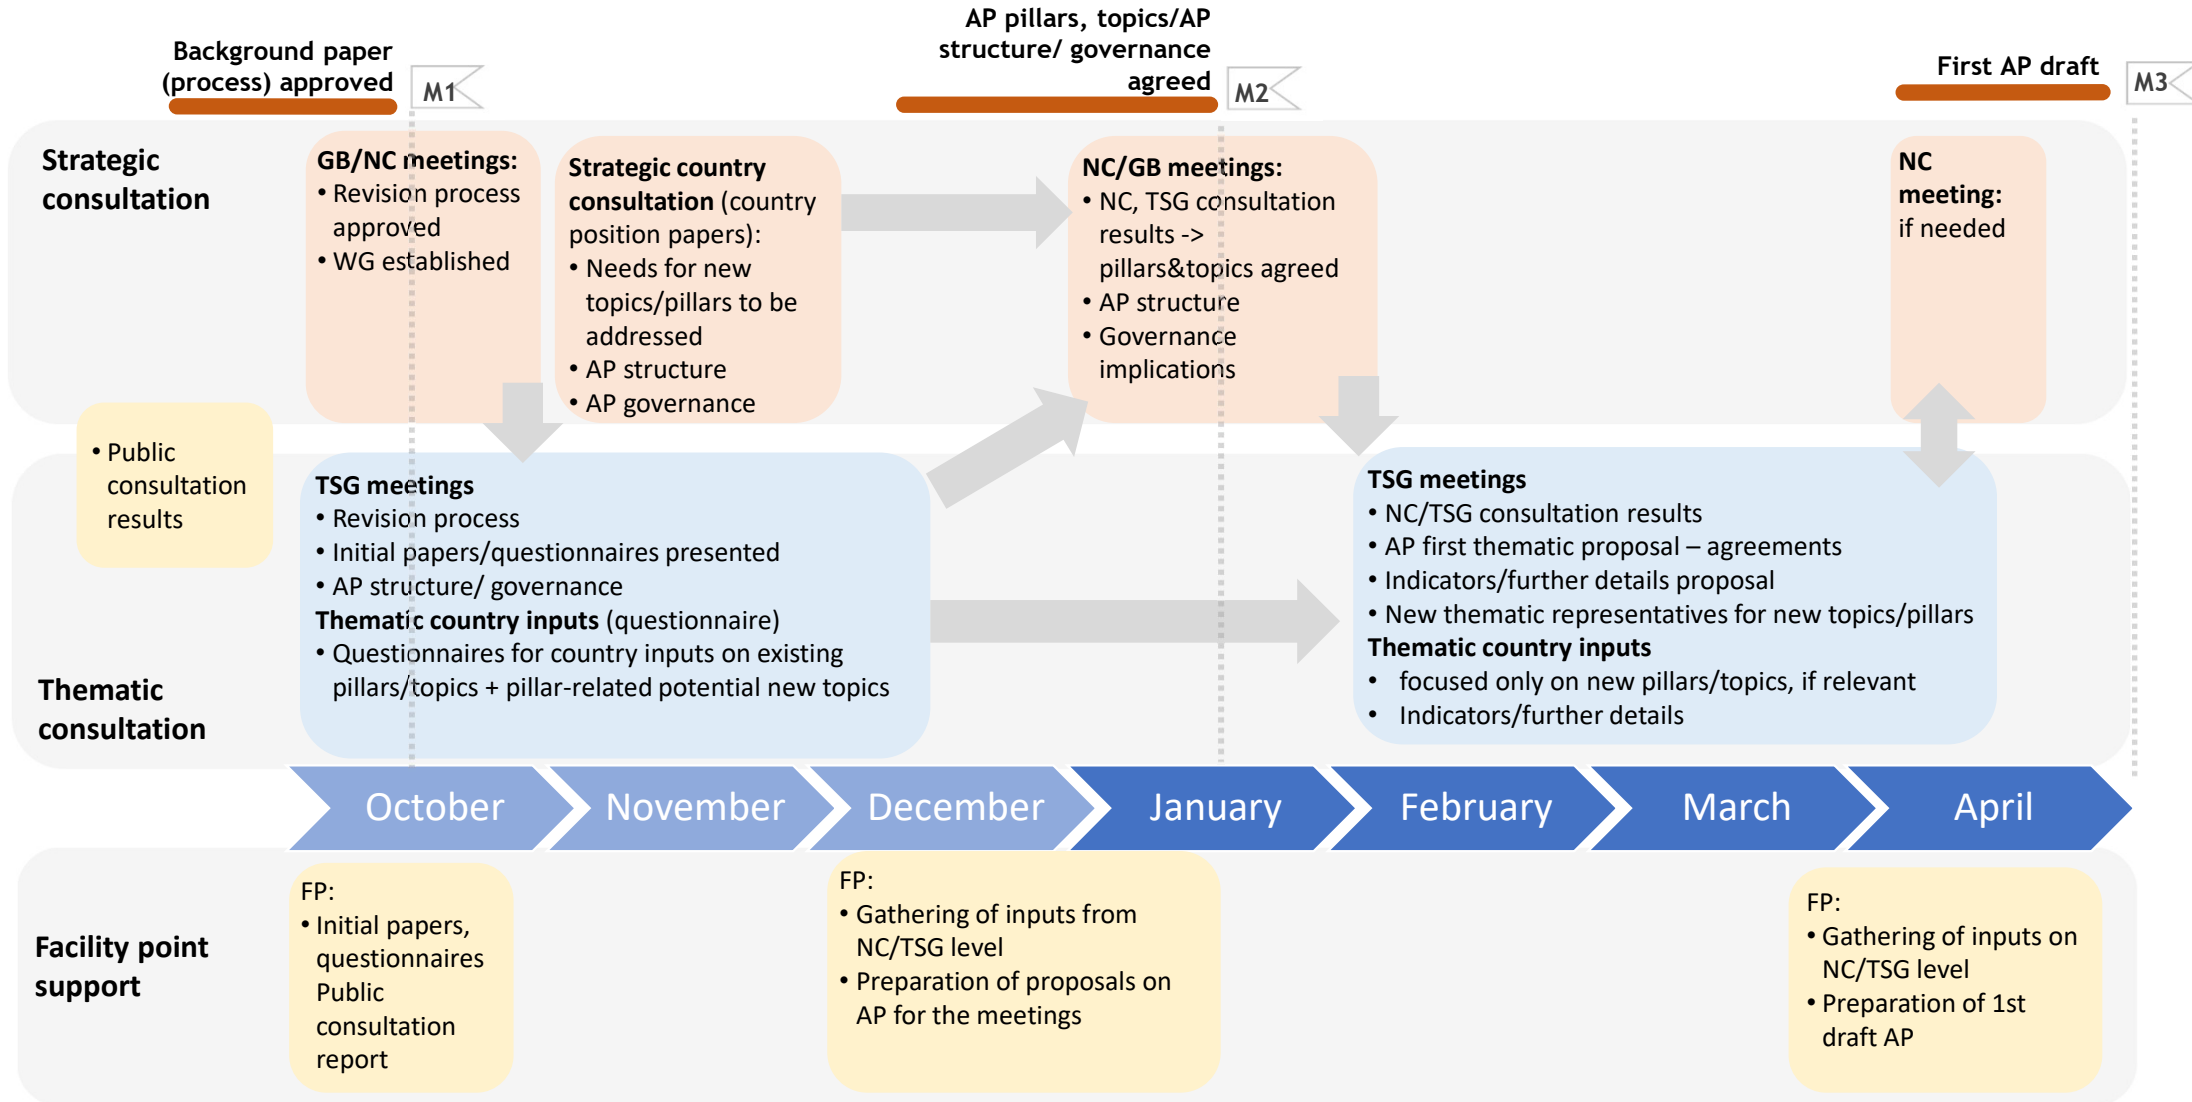 Background paper
(process) approved
M1
AP pillars, topics/AP
structure/ governance
agreed
M2
First AP draft
M3
Strategic
consultation
GB/NC meetings:
• Revision process
approved
• WG established
Strategic country
consultation (country
position papers):
• Needs for new
topics/pillars to be
addressed
• AP structure
• AP governance
NC/GB meetings:
• NC, TSG consultation
results ->
pillars&topics agreed
• AP structure
• Governance
implications
NC
meeting:
if needed
• Public
consultation
results
Thematic
consultation
TSG meetings
• Revision process
• Initial papers/questionnaires presented
• AP structure/ governance
Thematic country inputs (questionnaire)
• Questionnaires for country inputs on existing
pillars/topics + pillar-related potential new topics
TSG meetings
• NC/TSG consultation results
• AP first thematic proposal – agreements
• Indicators/further details proposal
• New thematic representatives for new topics/pillars
Thematic country inputs
• focused only on new pillars/topics, if relevant
• Indicators/further details
October
November
December
January
February
March
April
Facility point
support
FP:
• Initial papers,
questionnaires
Public
consultation
report
FP:
• Gathering of inputs from
NC/TSG level
• Preparation of proposals on
AP for the meetings
FP:
• Gathering of inputs on
NC/TSG level
• Preparation of 1st
draft AP